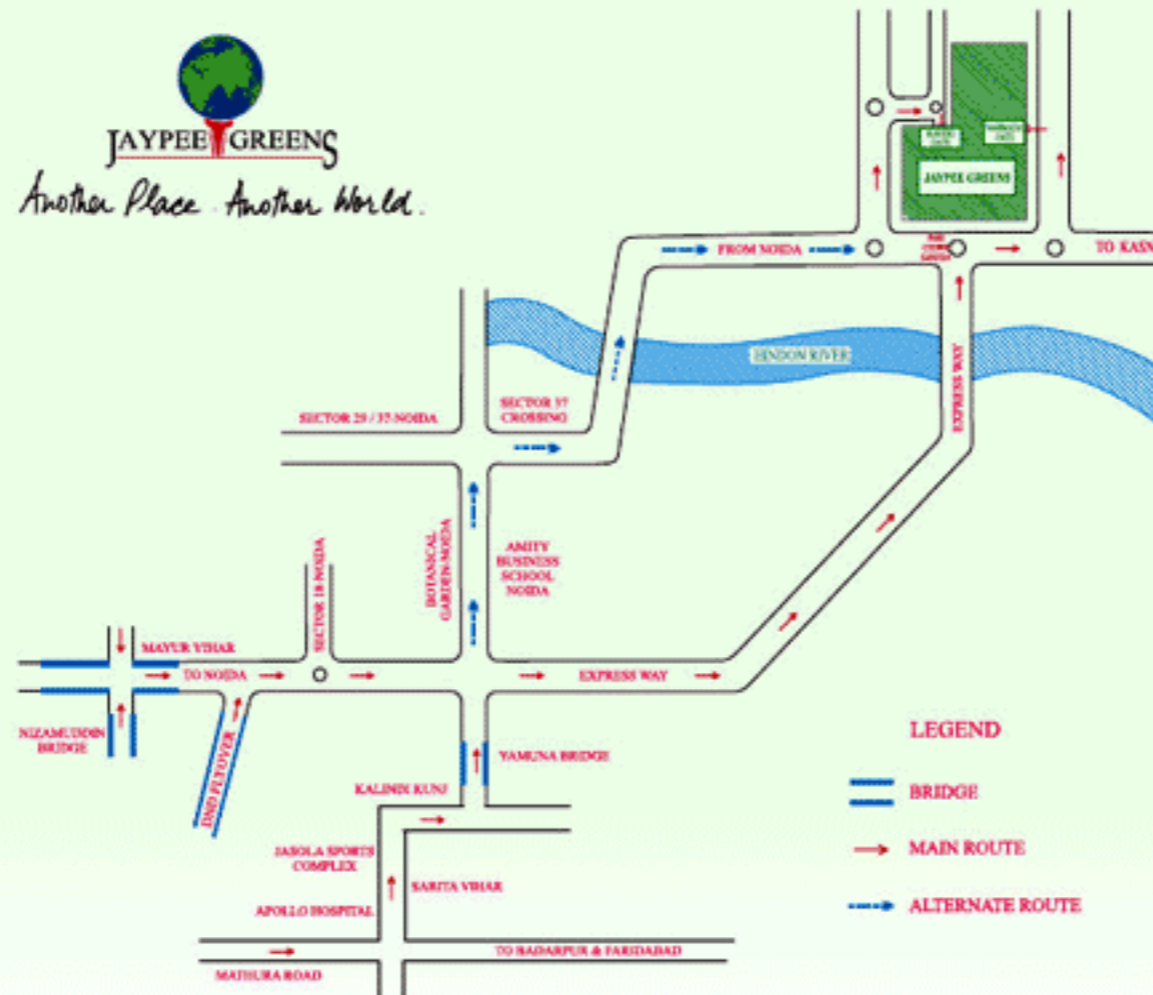 JAYPEE GREENS
Another Place Another World.
JAYPEE GREENS
FROM NOIDA
TO KASN
HINDON RIVER
EXPRESS WAY
SECTOR 29 / 37-NOIDA
SECTOR 37
CROSSING
BOTANICAL
GARDEN-NOIDA
AMITY
BUSINESS
SCHOOL
NOIDA
SECTOR 18-NOIDA
MAYUR VIHAR
TO NOIDA
EXPRESS WAY
NIZAMUDDIN
BRIDGE
DND FLYOVER
YAMUNA BRIDGE
KALINDI KUNJ
JASOLA SPORTS
COMPLEX
SARITA VIHAR
APOLLO HOSPITAL
TO BADARPUR & FARIDABAD
MATHURA ROAD
LEGEND
BRIDGE
MAIN ROUTE
ALTERNATE ROUTE